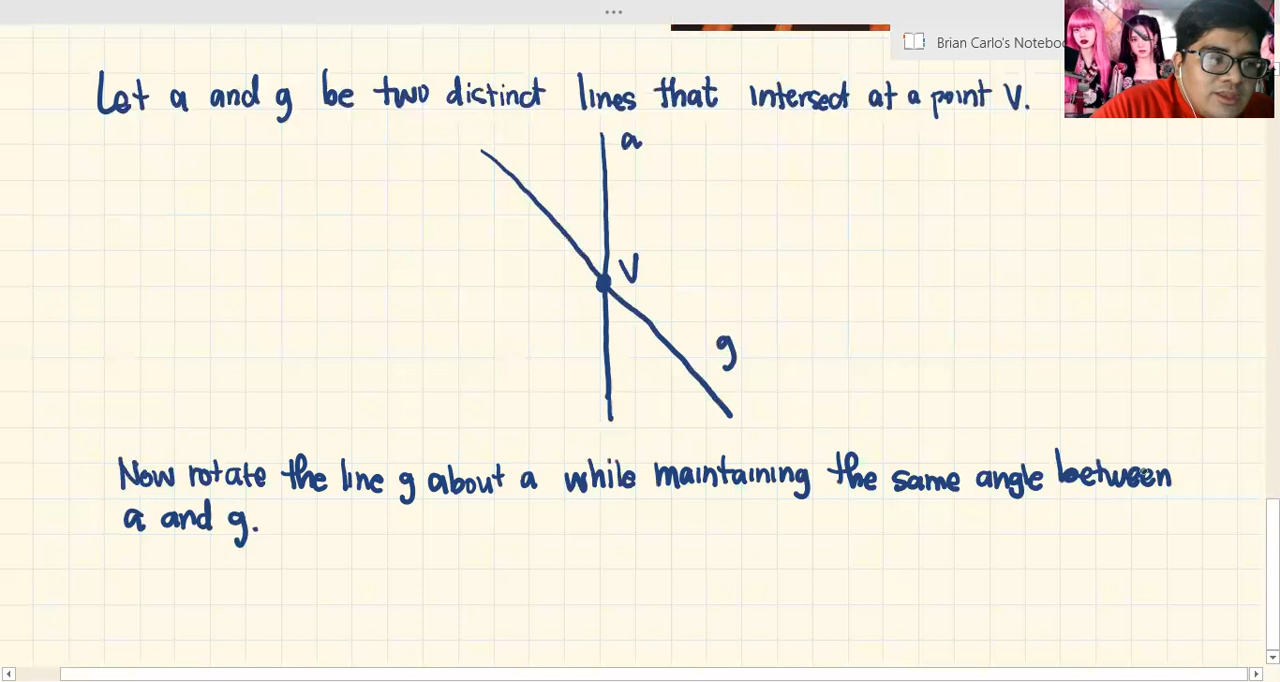 Brian Carlo's Noteboo
Let a and g be two distinct lines that intersect at a point V.
a
V
g
Now rotate the line g about a while maintaining the same angle between
a and g.